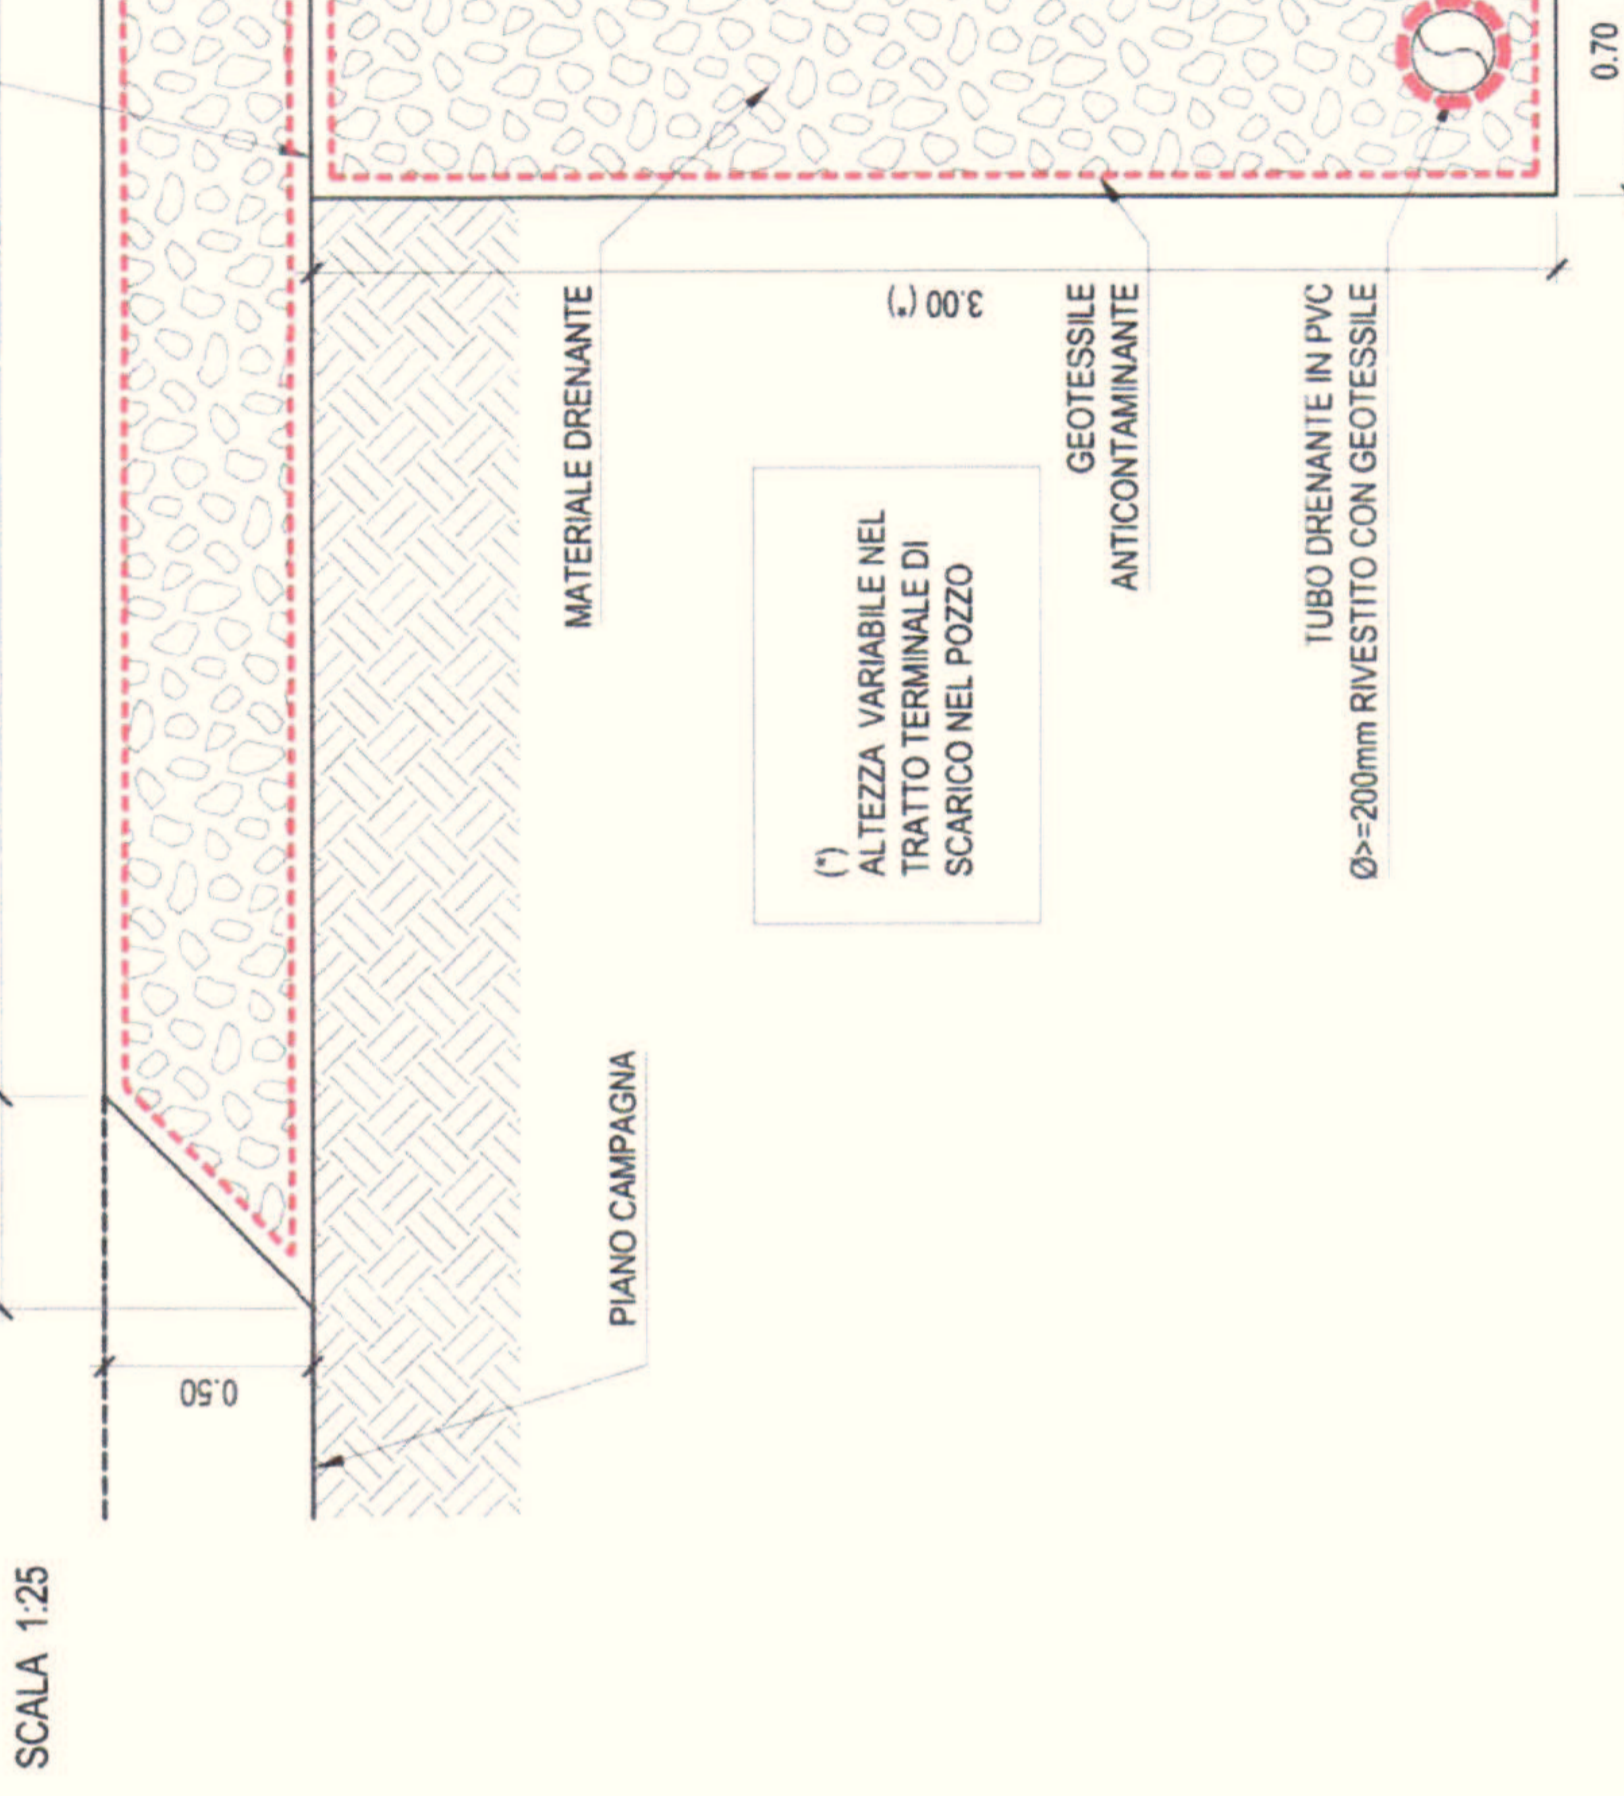 SCALA 1:25
0.50
PIANO CAMPAGNA
MATERIALE DRENANTE
(*)
ALTEZZA VARIABILE NEL
TRATTO TERMINALE DI
SCARICO NEL POZZO
3.00 (*)
GEOTESSILE
ANTICONTAMINANTE
TUBO DRENANTE IN PVC
Ø>=200mm RIVESTITO CON GEOTESSILE
0.70